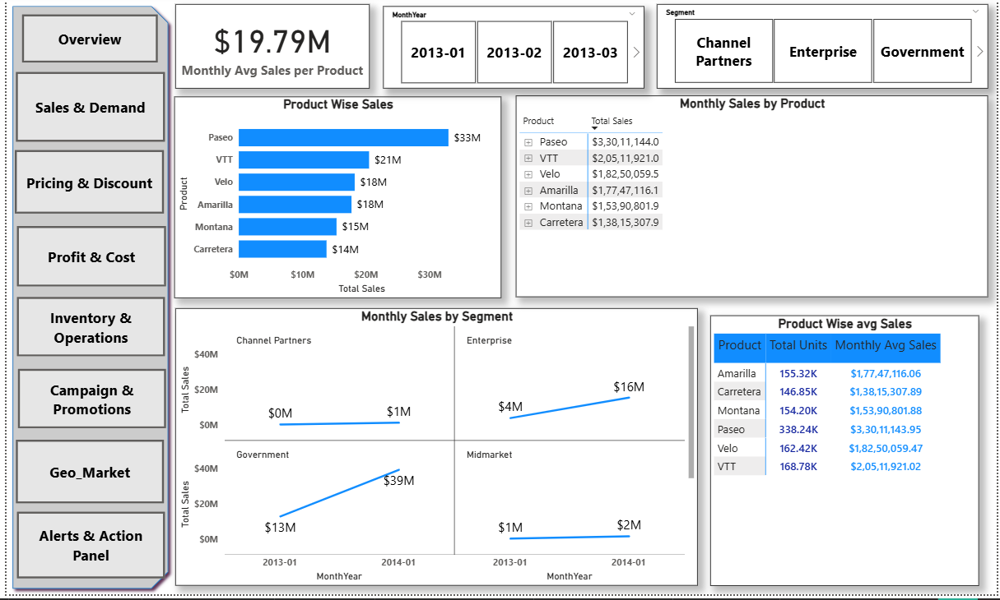 Overview
Sales & Demand
Pricing & Discount
Profit & Cost
Inventory &
Operations
Campaign &
Promotions
Geo_Market
Alerts & Action
Panel
$19.79M
Monthly Avg Sales per Product
MonthYear
2013-01
2013-02
2013-03
Segment
Channel
Partners
Enterprise
Government
Product Wise Sales
Product
Paseo $33M
VTT $21M
Velo $18M
Amarilla $18M
Montana $15M
Carretera $14M
$0M $10M $20M $30M
Total Sales
Monthly Sales by Product
Product Total Sales
Paseo $3,30,11,144.0
VTT $2,05,11,921.0
Velo $1,82,50,059.5
Amarilla $1,77,47,116.1
Montana $1,53,90,801.9
Carretera $1,38,15,307.9
Monthly Sales by Segment
Channel Partners
Total Sales
$40M
$20M
$0M
$0M $1M
Enterprise
$4M $16M
Government
Total Sales
$40M
$20M
$0M
$13M $39M
Midmarket
$1M $2M
2013-01 2014-01 2013-01 2014-01
MonthYear MonthYear
Product Wise avg Sales
Product Total Units Monthly Avg Sales
Amarilla 155.32K $1,77,47,116.06
Carretera 146.85K $1,38,15,307.89
Montana 154.20K $1,53,90,801.88
Paseo 338.24K $3,30,11,143.95
Velo 162.42K $1,82,50,059.47
VTT 168.78K $2,05,11,921.02